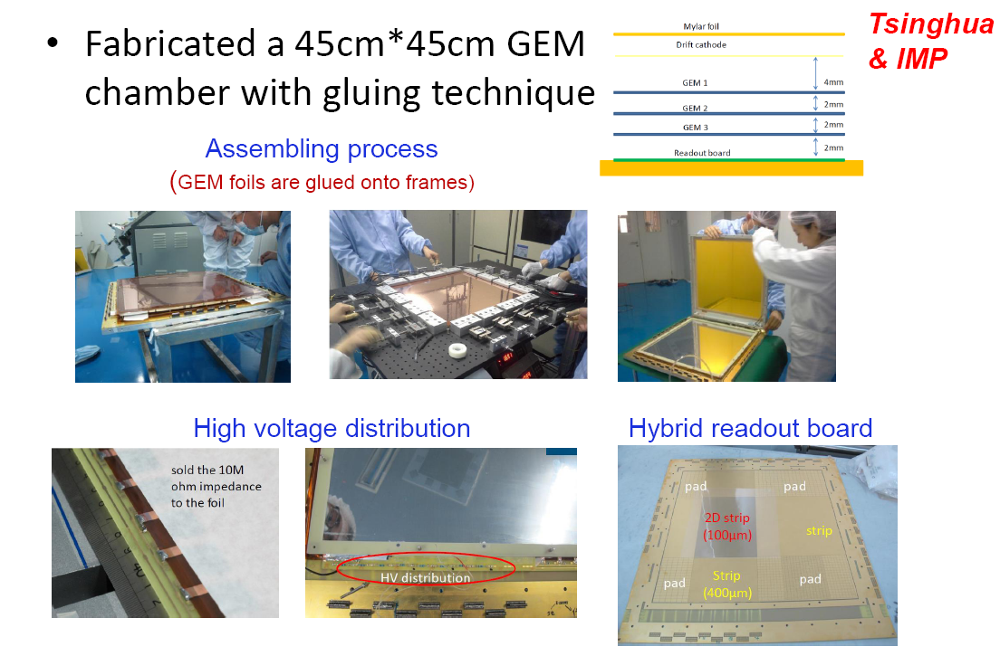 • Fabricated a 45cm*45cm GEM
chamber with gluing technique
Tsinghua
& IMP
Mylar foil
Drift cathode
GEM 1
4mm
GEM 2
2mm
GEM 3
2mm
Readout board
2mm
Assembling process
(GEM foils are glued onto frames)
High voltage distribution
Hybrid readout board
sold the 10M
ohm impedance
to the foil
HV distribution
pad
pad
2D strip
(100μm)
strip
pad
Strip
(400μm)
pad